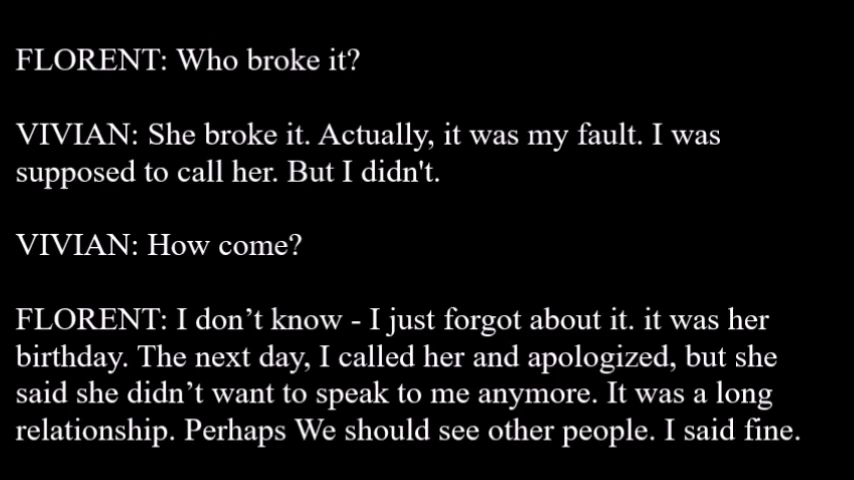 FLORENT: Who broke it?
VIVIAN: She broke it. Actually, it was my fault. I was
supposed to call her. But I didn't.
VIVIAN: How come?
FLORENT: I don’t know - I just forgot about it. it was her
birthday. The next day, I called her and apologized, but she
said she didn’t want to speak to me anymore. It was a long
relationship. Perhaps We should see other people. I said fine.